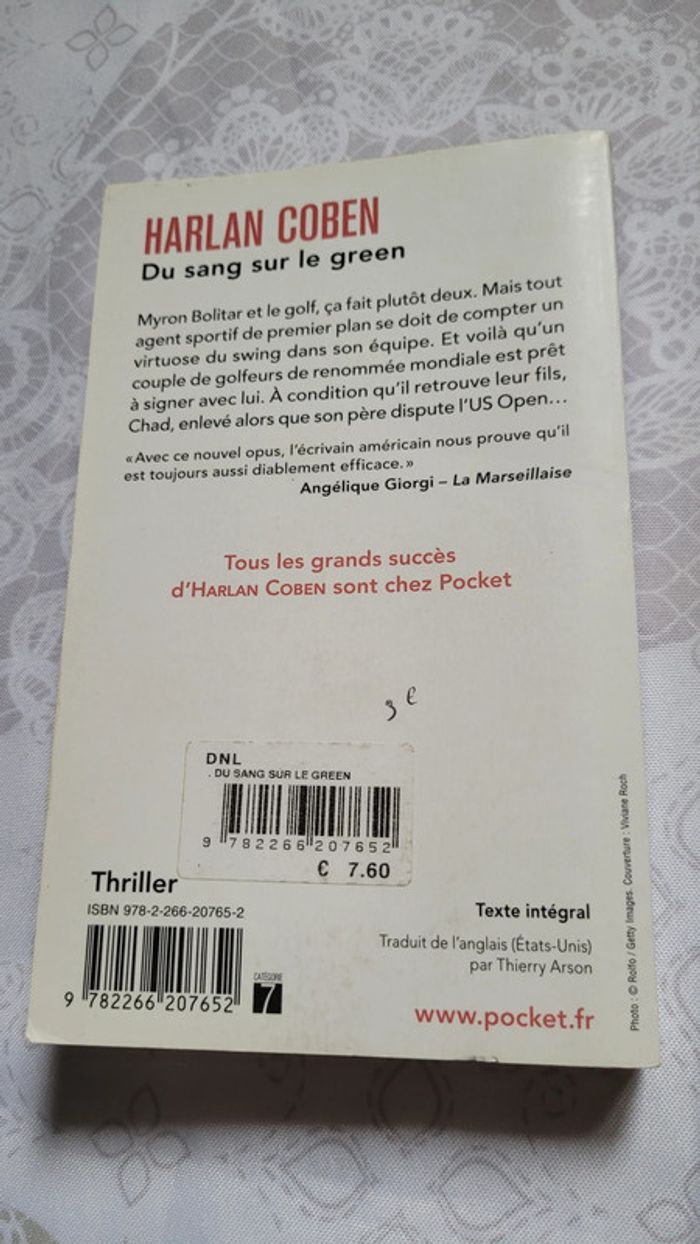 HARLAN COBEN
Du sang sur le green
Myron Bolitar et le golf, ça fait plutôt deux. Mais tout
agent sportif de premier plan se doit de compter un
virtuose du swing dans son équipe. Et voilà qu'un
couple de golfeurs de renommée mondiale est prêt
à signer avec lui. À condition qu'il retrouve leur fils,
Chad, enlevé alors que son père dispute l'US Open...
« Avec ce nouvel opus, l'écrivain américain nous prouve qu'il
est toujours aussi diablement efficace. »
Angélique Giorgi – La Marseillaise
Tous les grands succès
d'HARLAN COBEN sont chez Pocket
3 €
DNL
. DU SANG SUR LE GREEN
9 782266 207652
€ 7.60
Thriller
ISBN 978-2-266-20765-2
9 782266 207652
CATÉGORIE
7
Texte intégral
Traduit de l'anglais (États-Unis)
par Thierry Arson
www.pocket.fr
Photo : © Rolfo / Getty Images. Couverture : Viviane Roch